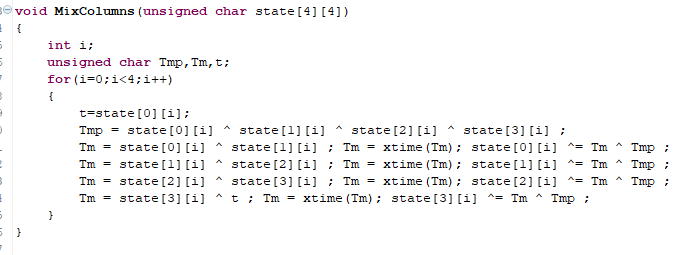 void MixColumns(unsigned char state[4][4])
{
    int i;
    unsigned char Tmp,Tm,t;
    for(i=0;i<4;i++)
    {
        t=state[0][i];
        Tmp = state[0][i] ^ state[1][i] ^ state[2][i] ^ state[3][i] ;
        Tm = state[0][i] ^ state[1][i] ; Tm = xtime(Tm); state[0][i] ^= Tm ^ Tmp ;
        Tm = state[1][i] ^ state[2][i] ; Tm = xtime(Tm); state[1][i] ^= Tm ^ Tmp ;
        Tm = state[2][i] ^ state[3][i] ; Tm = xtime(Tm); state[2][i] ^= Tm ^ Tmp ;
        Tm = state[3][i] ^ t ; Tm = xtime(Tm); state[3][i] ^= Tm ^ Tmp ;
    }
}